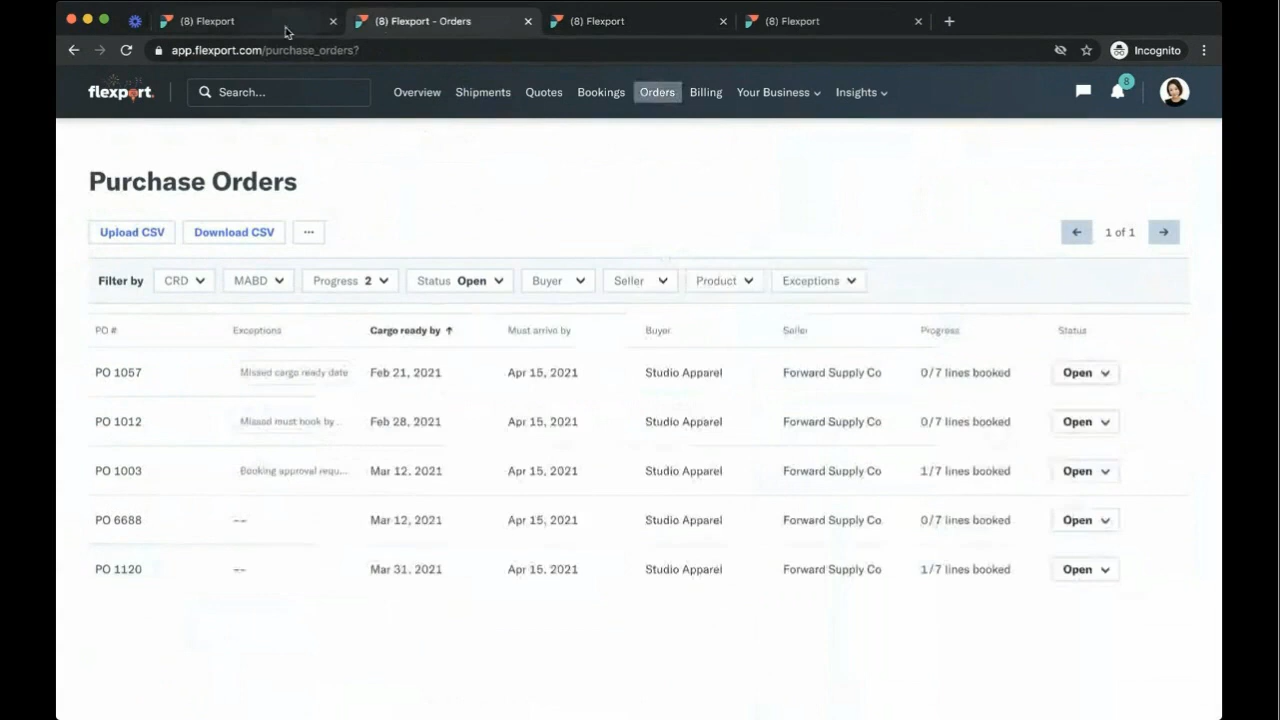 (8) Flexport
(8) Flexport - Orders
(8) Flexport
(8) Flexport
app.flexport.com/purchase_orders?
Incognito
flexport.
Search...
Overview
Shipments
Quotes
Bookings
Orders
Billing
Your Business
Insights
8
Purchase Orders
Upload CSV
Download CSV
...
1 of 1
Filter by
CRD
MABD
Progress 2
Status Open
Buyer
Seller
Product
Exceptions
PO # Exceptions Cargo ready by Must arrive by Buyer Seller Progress Status
PO 1057 Missed cargo ready date Feb 21, 2021 Apr 15, 2021 Studio Apparel Forward Supply Co 0/7 lines booked Open
PO 1012 Missed must book by... Feb 28, 2021 Apr 15, 2021 Studio Apparel Forward Supply Co 0/7 lines booked Open
PO 1003 Booking approval requ... Mar 12, 2021 Apr 15, 2021 Studio Apparel Forward Supply Co 1/7 lines booked Open
PO 6688 -- Mar 12, 2021 Apr 15, 2021 Studio Apparel Forward Supply Co 0/7 lines booked Open
PO 1120 -- Mar 31, 2021 Apr 15, 2021 Studio Apparel Forward Supply Co 1/7 lines booked Open